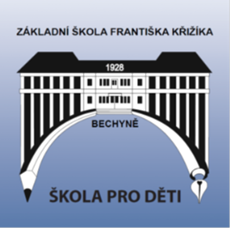 ZÁKLADNÍ ŠKOLA FRANTIŠKA KŘIŽÍKA
1928
BECHYNĚ
ŠKOLA PRO DĚTI